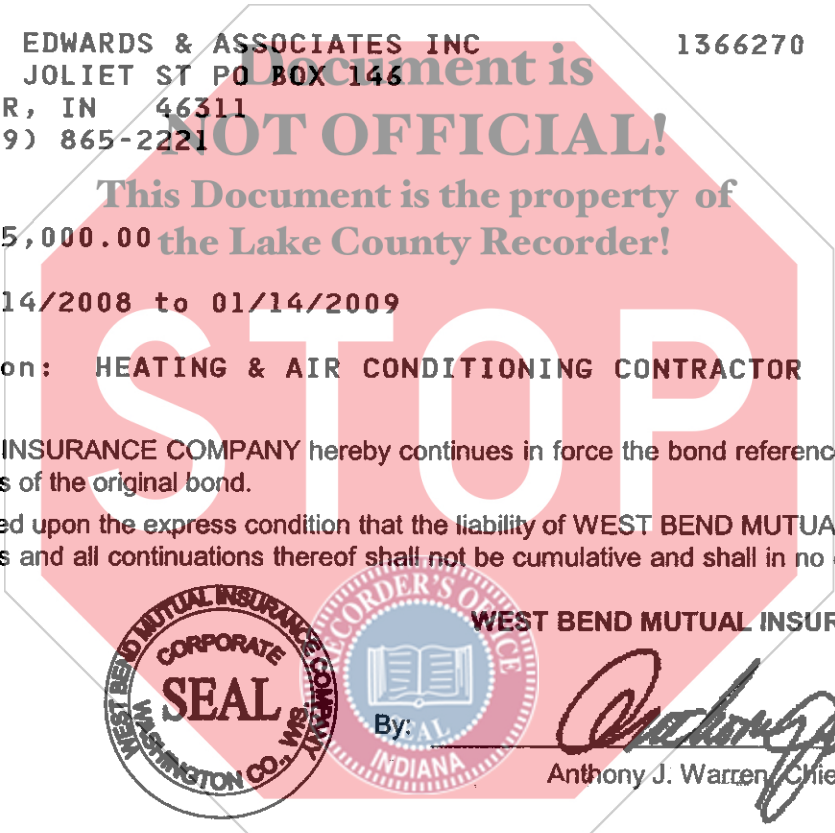 EDWARDS & ASSOCIATES INC 1366270
JOLIET ST PO BOX 146
R, IN 46311
9) 865-2221
Document is
NOT OFFICIAL!
This Document is the property of
the Lake County Recorder!
5,000.00
14/2008 to 01/14/2009
on: HEATING & AIR CONDITIONING CONTRACTOR
STOP
INSURANCE COMPANY hereby continues in force the bond referenc
s of the original bond.
ed upon the express condition that the liability of WEST BEND MUTUA
s and all continuations thereof shall not be cumulative and shall in no
WEST BEND MUTUAL INSUR
WEST BEND MUTUAL INSURANCE COMPANY
CORPORATE
SEAL
WASHINGTON CO., WIS.
RECORDER'S OFFICE
SEAL
INDIANA
By:
Anthony J. Warren, Chie